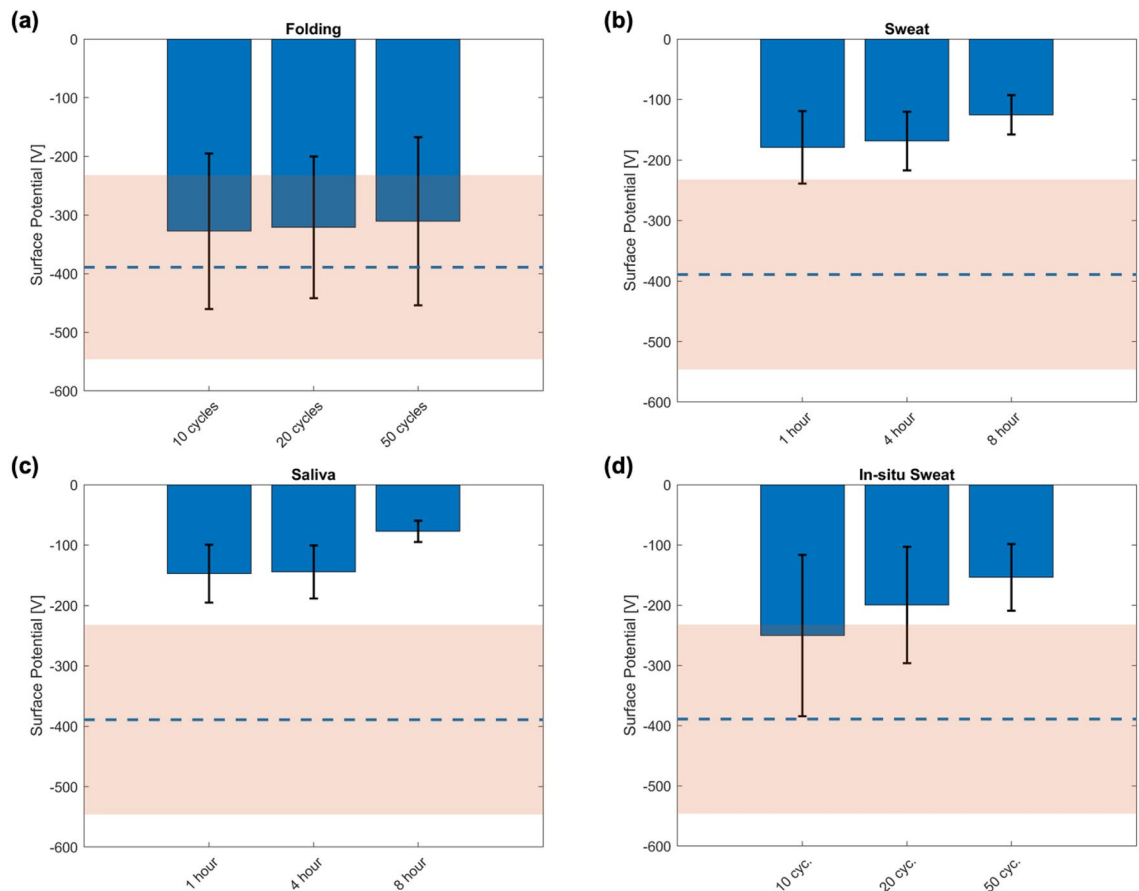 (a)
Folding
0
-100
-200
-300
-400
-500
-600
Surface Potential [V]
10 cycles
20 cycles
50 cycles
(b)
Sweat
0
-100
-200
-300
-400
-500
-600
Surface Potential [V]
1 hour
4 hour
8 hour
(c)
Saliva
0
-100
-200
-300
-400
-500
-600
Surface Potential [V]
1 hour
4 hour
8 hour
(d)
In-situ Sweat
0
-100
-200
-300
-400
-500
-600
Surface Potential [V]
10 cyc.
20 cyc.
50 cyc.